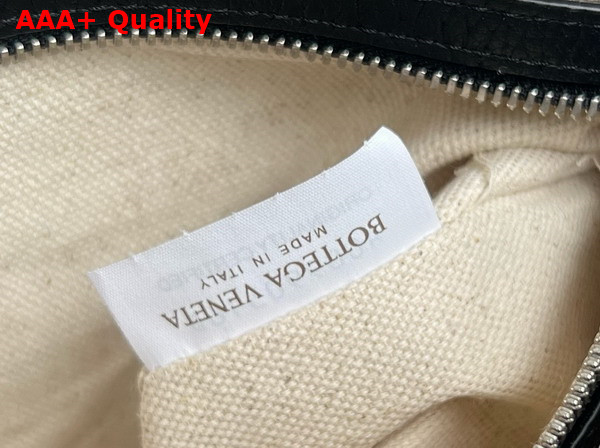 AAA+ Quality
BOTTEGA VENETA
MADE IN ITALY